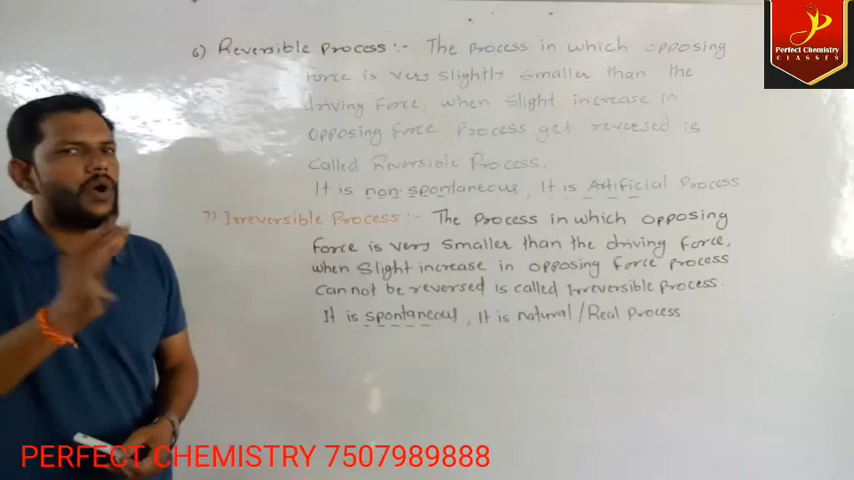 6) Reversible Process :- The Process in which opposing
force is very slightly smaller than the
driving force. when slight increase in
opposing force Process get reversed is
called Reversible Process.
It is non-spontaneous, It is Artificial Process
7) Irreversible Process :- The Process in which opposing
force is very smaller than the driving force,
when slight increase in opposing force Process
cannot be reversed is called Irreversible Process.
It is spontaneous, It is natural/Real Process
Perfect Chemistry
CLASSES
PERFECT CHEMISTRY 7507989888